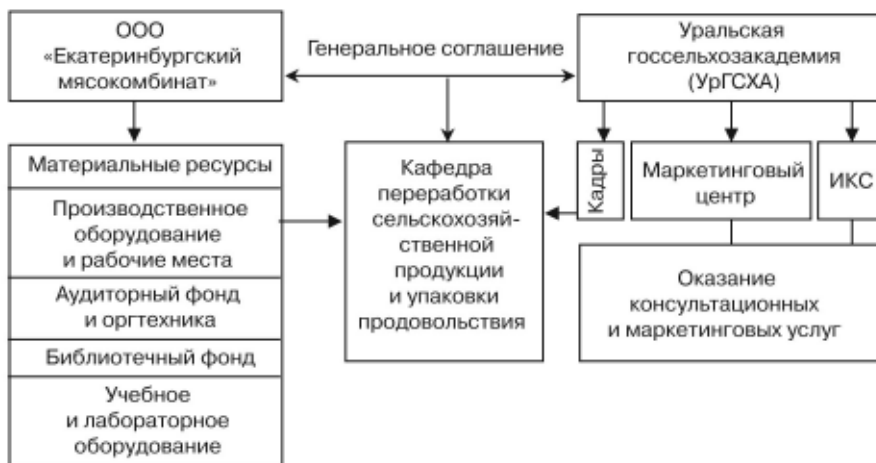 ООО
«Екатеринбургский
мясокомбинат»
Генеральное соглашение
Уральская
госсельхозакадемия
(УрГСХА)
Материальные ресурсы
Производственное
оборудование
и рабочие места
Аудиторный фонд
и оргтехника
Библиотечный фонд
Учебное
и лабораторное
оборудование
Кафедра
переработки
сельскохозяй-
ственной
продукции
и упаковки
продовольствия
Кадры
Маркетинговый
центр
ИКС
Оказание
консультационных
и маркетинговых услуг